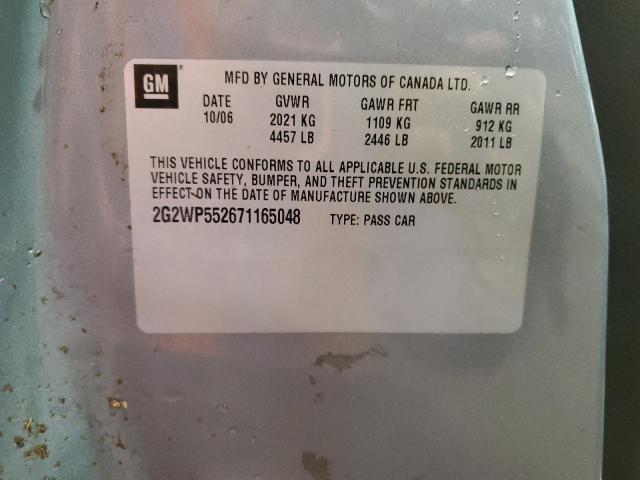 GM
MFD BY GENERAL MOTORS OF CANADA LTD.
DATE GVWR GAWR FRT GAWR RR
10/06 2021 KG 1109 KG 912 KG
4457 LB 2446 LB 2011 LB
THIS VEHICLE CONFORMS TO ALL APPLICABLE U.S. FEDERAL MOTOR
VEHICLE SAFETY, BUMPER, AND THEFT PREVENTION STANDARDS IN
EFFECT ON THE DATE OF MANUFACTURE SHOWN ABOVE.
2G2WP552671165048 TYPE: PASS CAR